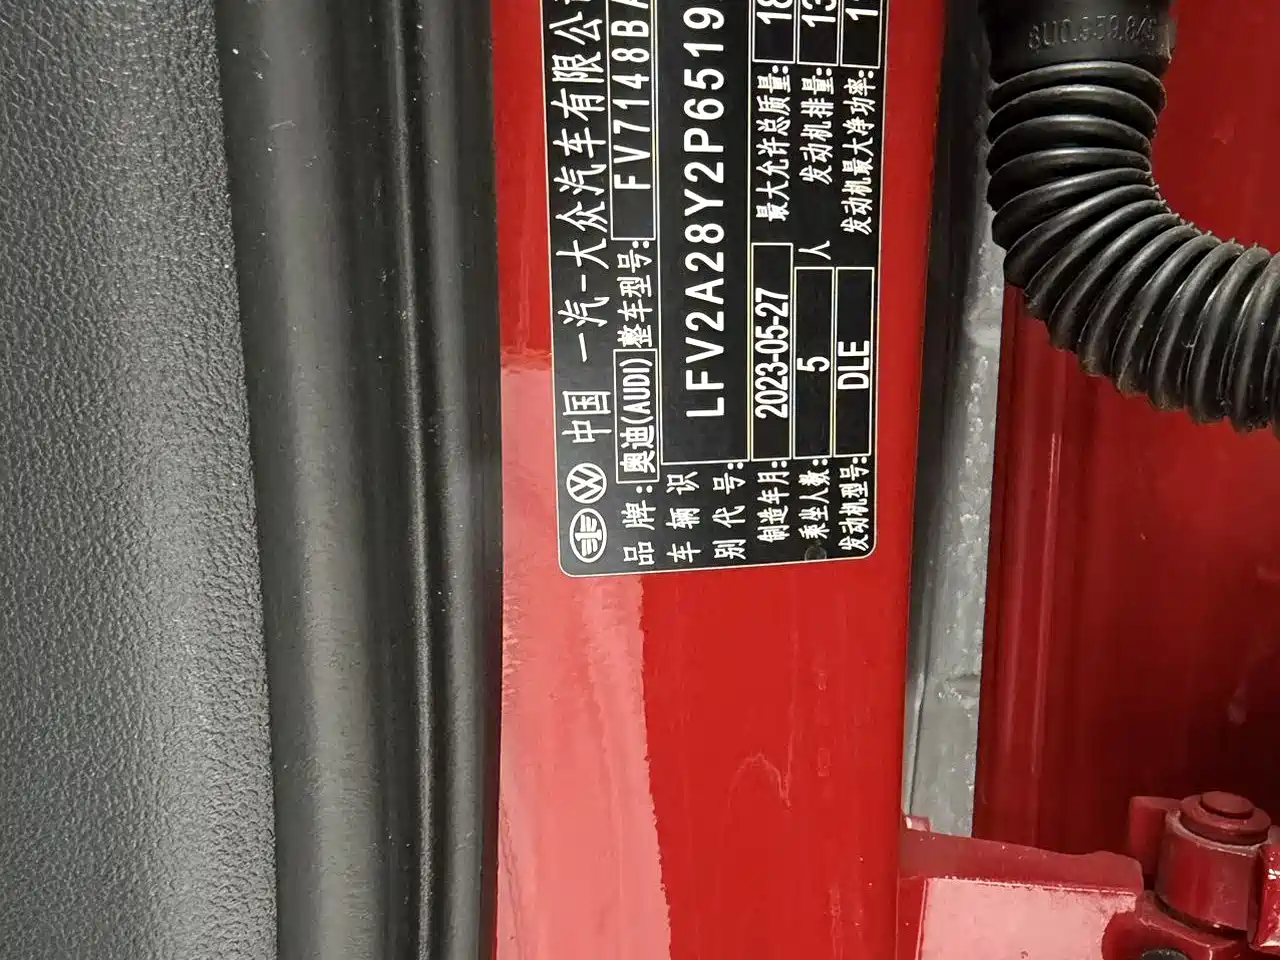 中国 一汽-大众汽车有限公
品牌:奥迪(AUDI) 整车型号:FV7148BA
车辆识别代号:LFV2A28Y2P6519
制造年月:2023-05-27 最大允许总质量:18
乘坐人数:5人 发动机排量:13
发动机型号:DLE 发动机最大净功率:1